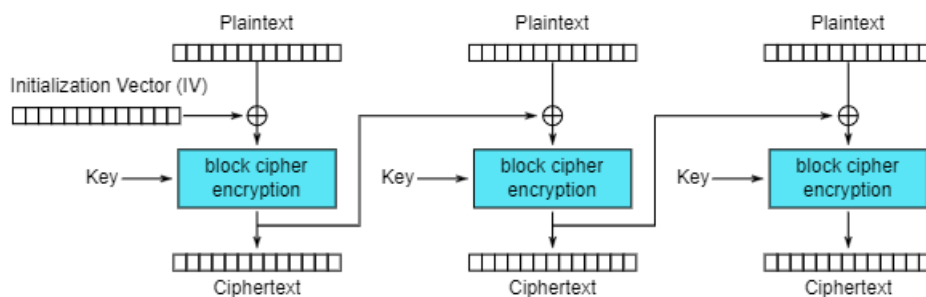 Plaintext
Plaintext
Plaintext
Initialization Vector (IV)
Key
block cipher
encryption
Key
block cipher
encryption
Key
block cipher
encryption
Ciphertext
Ciphertext
Ciphertext